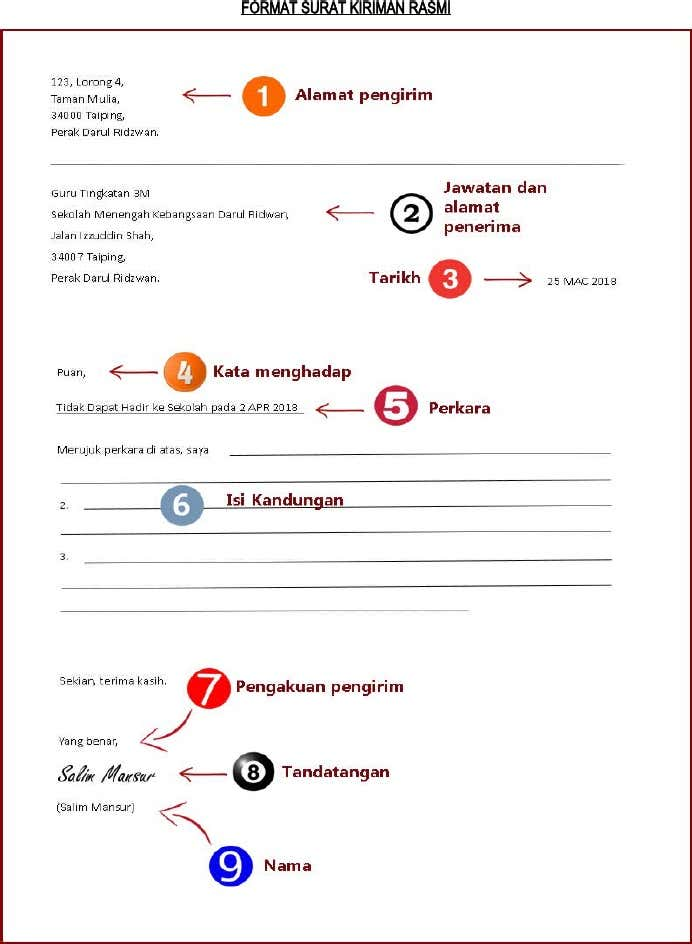 FORMAT SURAT KIRIMAN RASMI
123, Lorong 4,
Taman Mulia,
34000 Taiping,
Perak Darul Ridzwan.
1 Alamat pengirim
Guru Tingkatan 3M
Sekolah Menengah Kebangsaan Darul Ridwan,
Jalan Izzuddin Shah,
34007 Taiping,
Perak Darul Ridzwan.
2 Jawatan dan
alamat
penerima
Tarikh 3 25 MAC 2018
Puan, 4 Kata menghadap
Tidak Dapat Hadir ke Sekolah pada 2 APR 2018 5 Perkara
Merujuk perkara di atas, saya
2. 6 Isi Kandungan
3.
Sekian, terima kasih. 7 Pengakuan pengirim
Yang benar,
Salim Mansur 8 Tandatangan
(Salim Mansur)
9 Nama